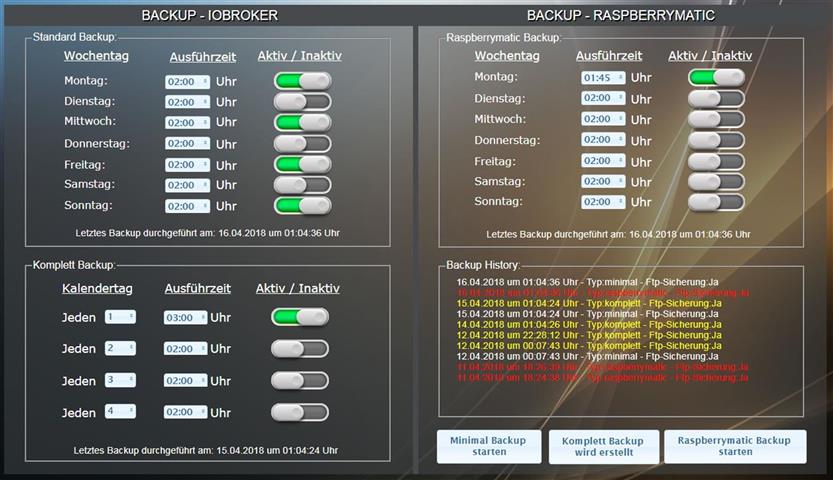 BACKUP - IOBROKER
Standard Backup:
Wochentag Ausführzeit Aktiv / Inaktiv
Montag: 02:00 Uhr
Dienstag: 02:00 Uhr
Mittwoch: 02:00 Uhr
Donnerstag: 02:00 Uhr
Freitag: 02:00 Uhr
Samstag: 02:00 Uhr
Sonntag: 02:00 Uhr
Letztes Backup durchgeführt am: 16.04.2018 um 01:04:36 Uhr
Komplett Backup:
Kalendertag Ausführzeit Aktiv / Inaktiv
Jeden 1 03:00 Uhr
Jeden 2 02:00 Uhr
Jeden 3 02:00 Uhr
Jeden 4 02:00 Uhr
Letztes Backup durchgeführt am: 15.04.2018 um 01:04:24 Uhr
BACKUP - RASPBERRYMATIC
Raspberrymatic Backup:
Wochentag Ausführzeit Aktiv / Inaktiv
Montag: 01:45 Uhr
Dienstag: 02:00 Uhr
Mittwoch: 02:00 Uhr
Donnerstag: 02:00 Uhr
Freitag: 02:00 Uhr
Samstag: 02:00 Uhr
Sonntag: 02:00 Uhr
Letztes Backup durchgeführt am: 16.04.2018 um 01:04:36 Uhr
Backup History:
16.04.2018 um 01:04:36 Uhr - Typ:minimal - Ftp-Sicherung:Ja
16.04.2018 um Uhr - Typ:raspberrymatic - Ftp-Sicherung:Ja
15.04.2018 um 01:04:24 Uhr - Typ:komplett - Ftp-Sicherung:Ja
15.04.2018 um 01:04:24 Uhr - Typ:minimal - Ftp-Sicherung:Ja
14.04.2018 um 01:04:26 Uhr - Typ:komplett - Ftp-Sicherung:Ja
12.04.2018 um 22:28:12 Uhr - Typ:komplett - Ftp-Sicherung:Ja
12.04.2018 um 00:07:43 Uhr - Typ:komplett - Ftp-Sicherung:Ja
12.04.2018 um 00:07:43 Uhr - Typ:minimal - Ftp-Sicherung:Ja
11.04.2018 um 18:26:39 Uhr - Typ:raspberrymatic - Ftp-Sicherung:Ja
11.04.2018 um 18:24:38 Uhr - Typ:raspberrymatic - Ftp-Sicherung:Ja
Minimal Backup
starten
Komplett Backup
wird erstellt
Raspberrymatic Backup
starten